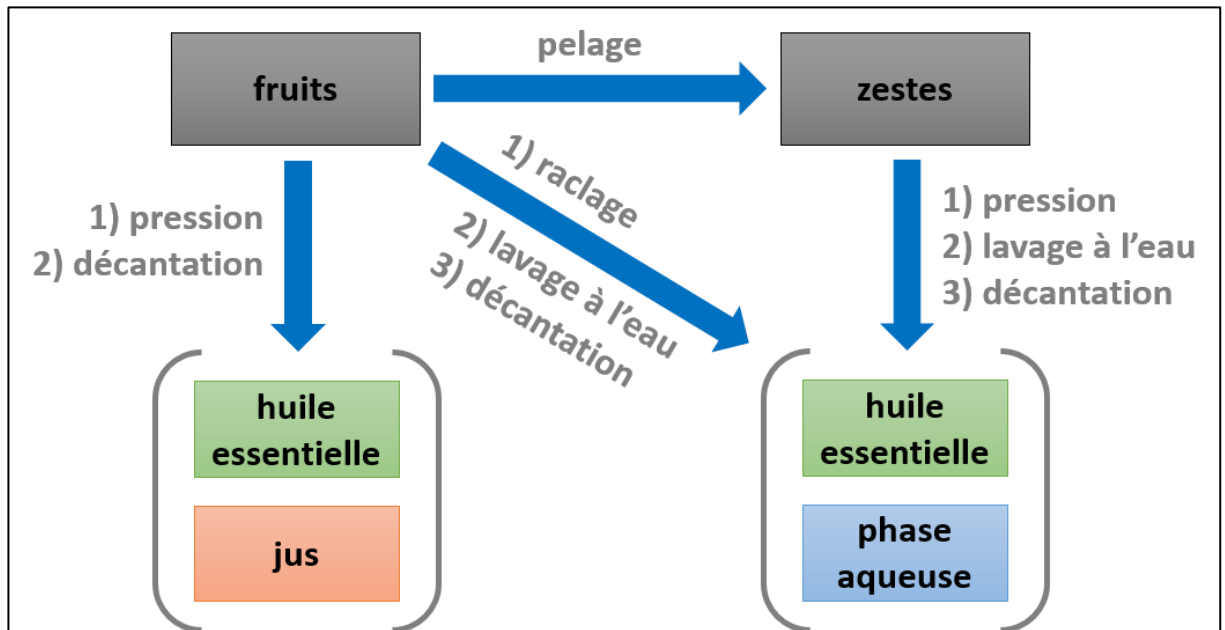 fruits
pelage
zestes
1) pression
2) décantation
1) raclage
2) lavage à l’eau
3) décantation
1) pression
2) lavage à l’eau
3) décantation
huile
essentielle
jus
huile
essentielle
phase
aqueuse